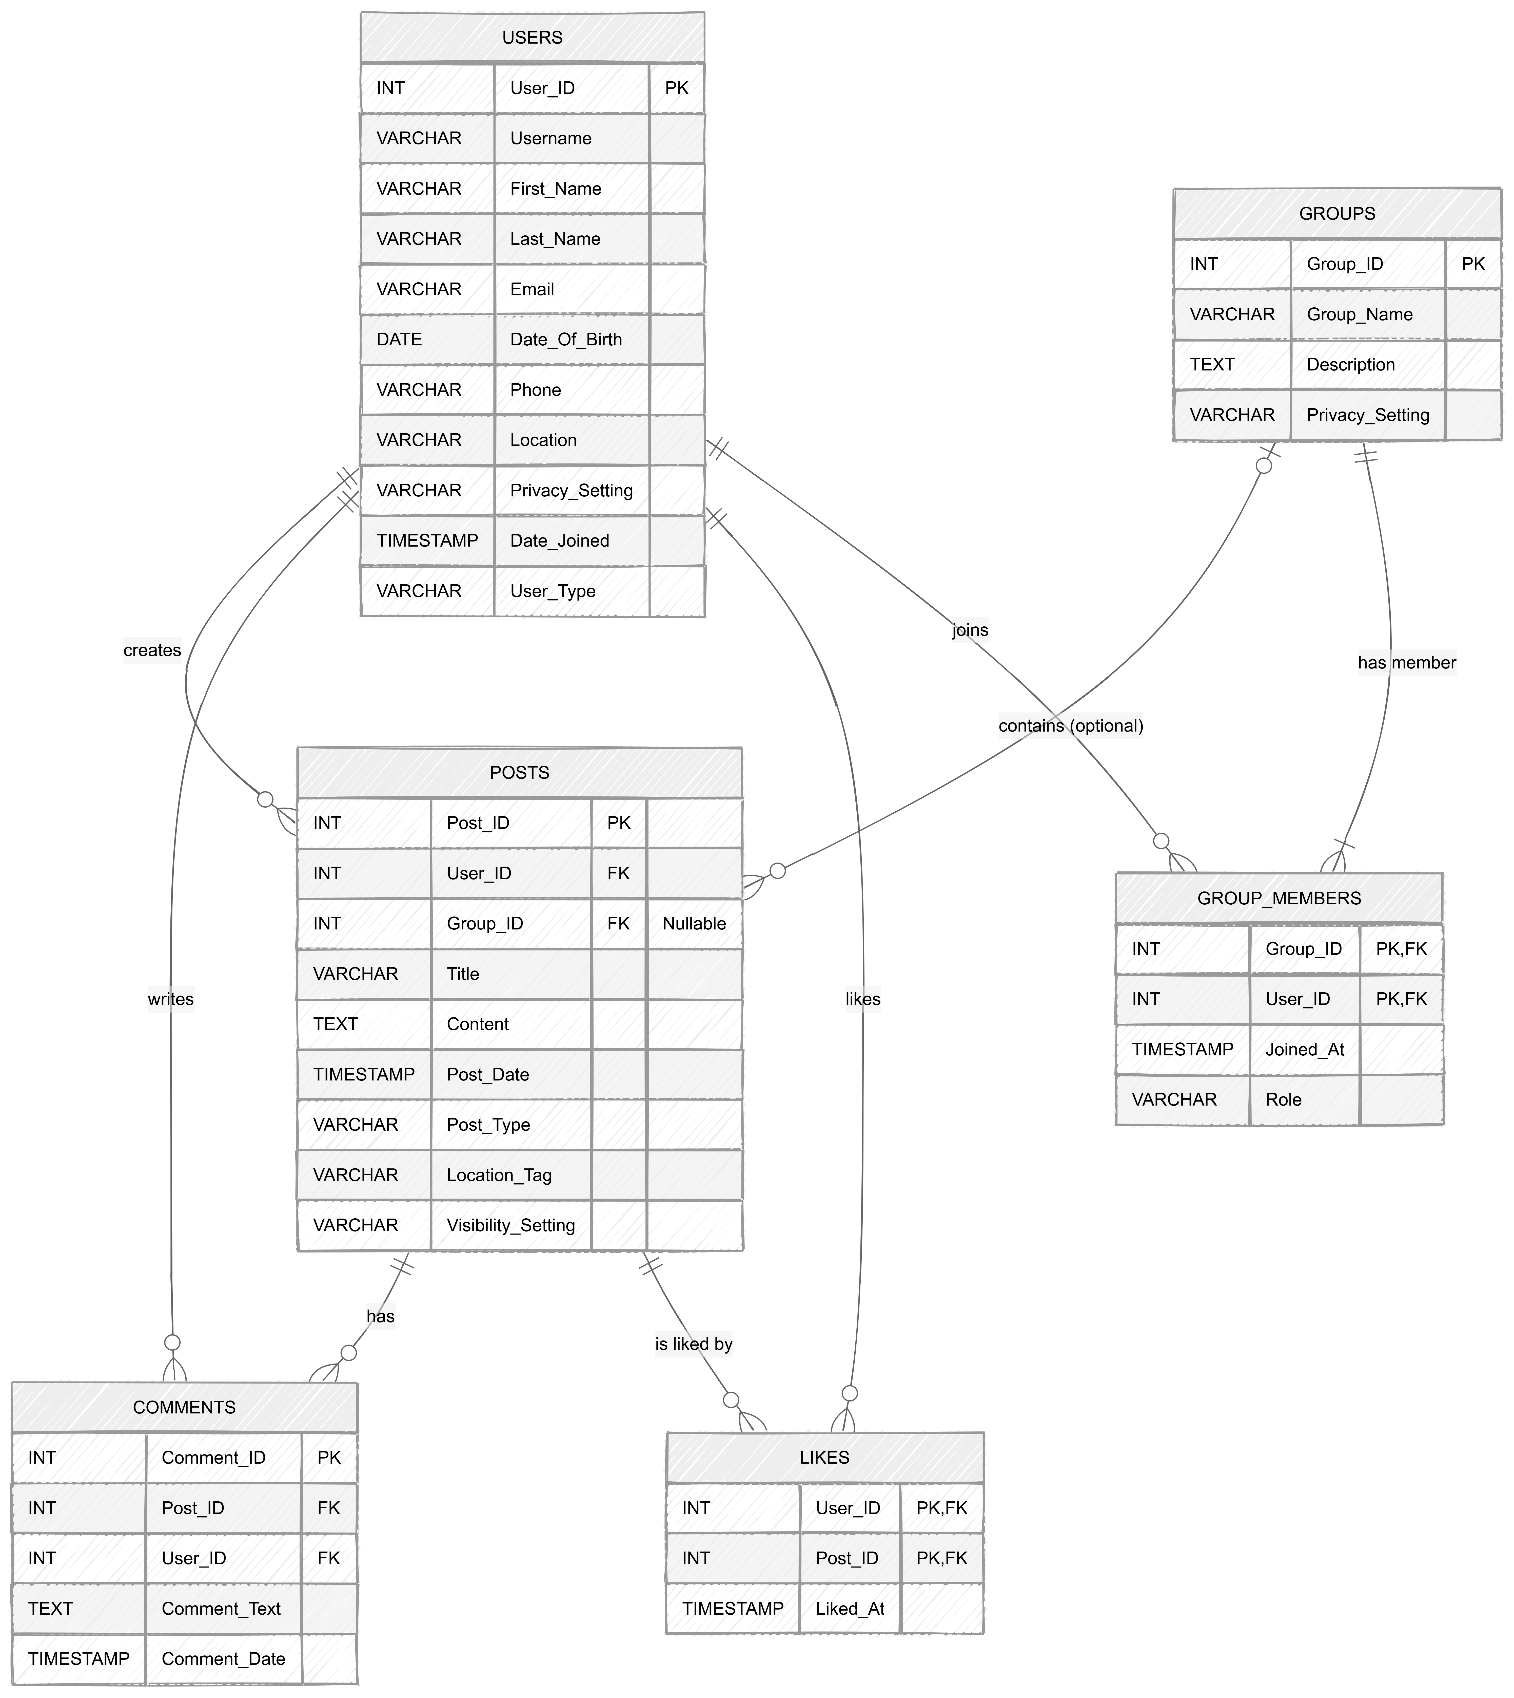 USERS
INT User_ID PK
VARCHAR Username
VARCHAR First_Name
VARCHAR Last_Name
VARCHAR Email
DATE Date_Of_Birth
VARCHAR Phone
VARCHAR Location
VARCHAR Privacy_Setting
TIMESTAMP Date_Joined
VARCHAR User_Type
GROUPS
INT Group_ID PK
VARCHAR Group_Name
TEXT Description
VARCHAR Privacy_Setting
creates
joins
has member
contains (optional)
POSTS
INT Post_ID PK
INT User_ID FK
INT Group_ID FK Nullable
VARCHAR Title
TEXT Content
TIMESTAMP Post_Date
VARCHAR Post_Type
VARCHAR Location_Tag
VARCHAR Visibility_Setting
writes
likes
GROUP_MEMBERS
INT Group_ID PK,FK
INT User_ID PK,FK
TIMESTAMP Joined_At
VARCHAR Role
has
is liked by
COMMENTS
INT Comment_ID PK
INT Post_ID FK
INT User_ID FK
TEXT Comment_Text
TIMESTAMP Comment_Date
LIKES
INT User_ID PK,FK
INT Post_ID PK,FK
TIMESTAMP Liked_At